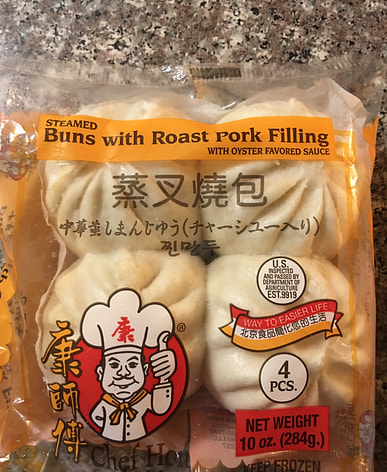 STEAMED
Buns with Roast Pork Filling
WITH OYSTER FAVORED SAUCE
蒸叉燒包
中華蒸しまんじゅう(チャーシュー入り)
찐만두
U.S.
INSPECTED
AND PASSED BY
DEPARTMENT OF
AGRICULTURE
EST.9919
WAY TO EASIER LIFE
北京食品簡化您的生活
康
®
康師傅
4
PCS.
NET WEIGHT
10 oz. (284g.)
Chef Ho
KEEP FROZEN